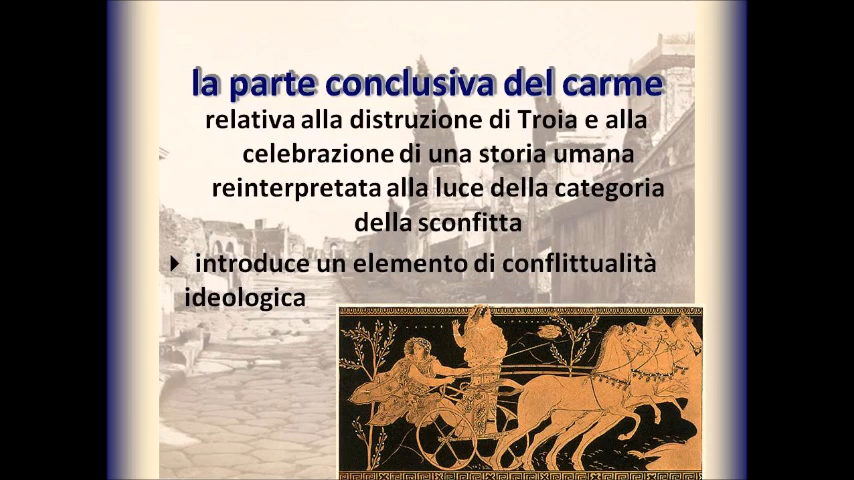 la parte conclusiva del carme
relativa alla distruzione di Troia e alla
celebrazione di una storia umana
reinterpretata alla luce della categoria
della sconfitta
introduce un elemento di conflittualità
ideologica